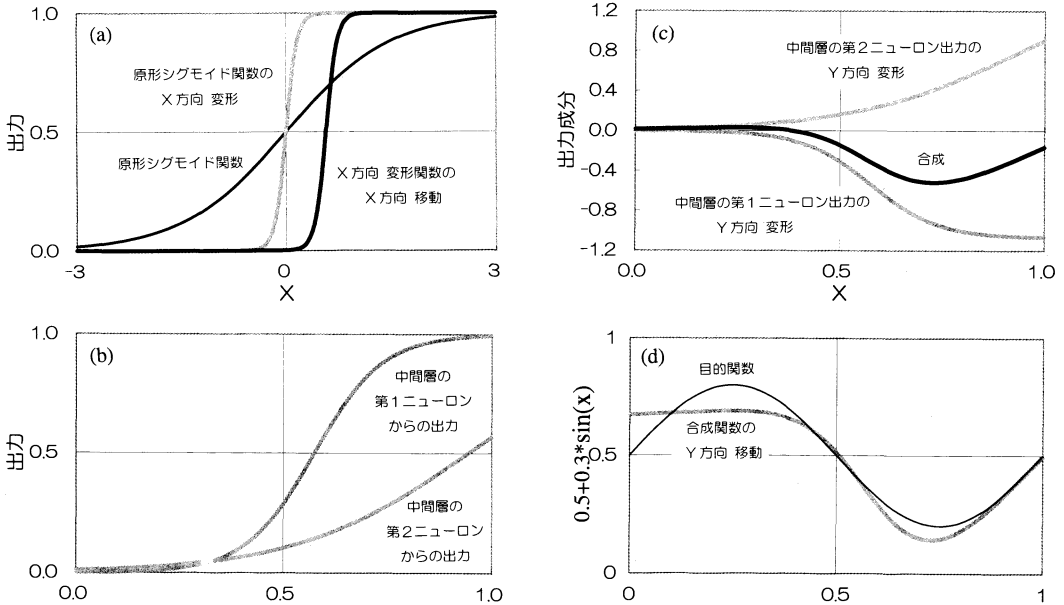 (a)
1.0
0.5
0.0
出力
原形シグモイド関数の
X方向 変形
原形シグモイド関数
X方向 変形関数の
X方向 移動
-3
0
3
X
(c)
1.2
0.8
0.4
0.0
-0.4
-0.8
-1.2
出力成分
中間層の第2ニューロン出力の
Y方向 変形
合成
中間層の第1ニューロン出力の
Y方向 変形
0.0
0.5
1.0
X
(b)
1.0
0.5
0.0
出力
中間層の
第1ニューロン
からの出力
中間層の
第2ニューロン
からの出力
0.0
0.5
1.0
(d)
1
0.5+0.3*sin(x)
0
目的関数
合成関数の
Y方向 移動
0
0.5
1